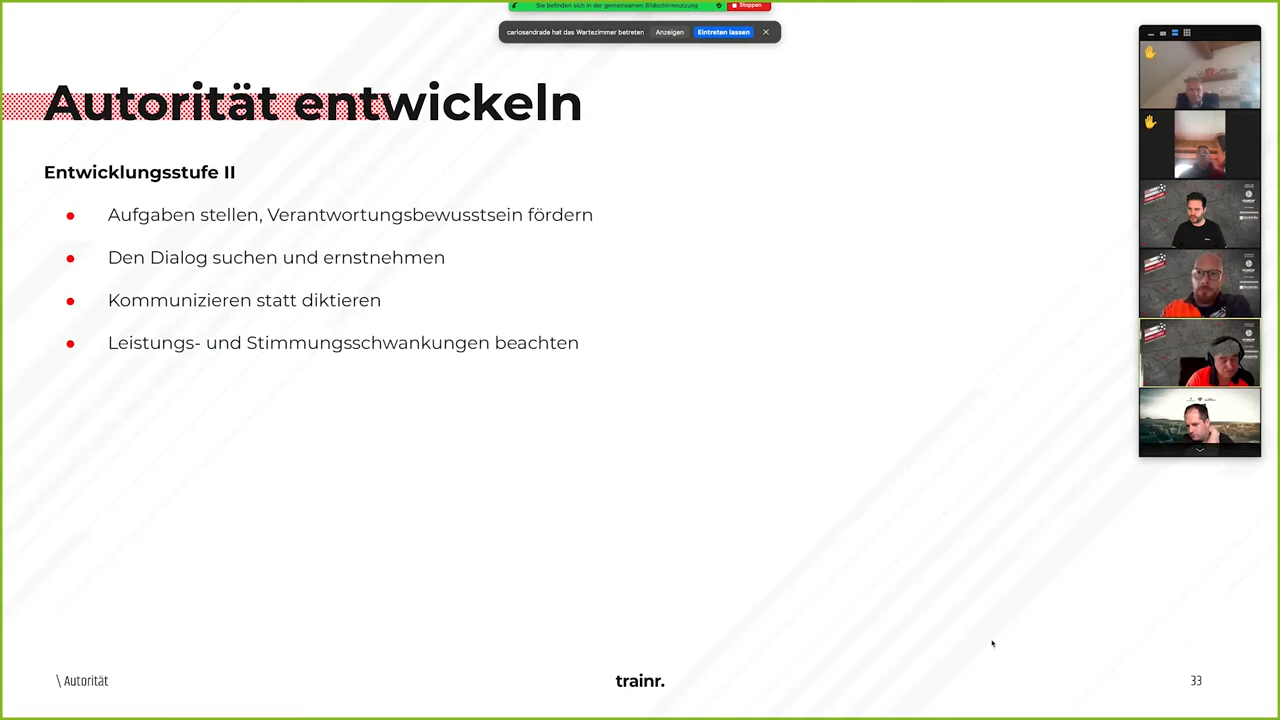 Sie befinden sich in der gemeinsamen Bildschirmnutzung
Stoppen
cariosandrade hat das Wartezimmer betreten
Anzeigen
Eintreten lassen
Autorität entwickeln
Entwicklungsstufe II
Aufgaben stellen, Verantwortungsbewusstsein fördern
Den Dialog suchen und ernstnehmen
Kommunizieren statt diktieren
Leistungs- und Stimmungsschwankungen beachten
\ Autorität
trainr.
33